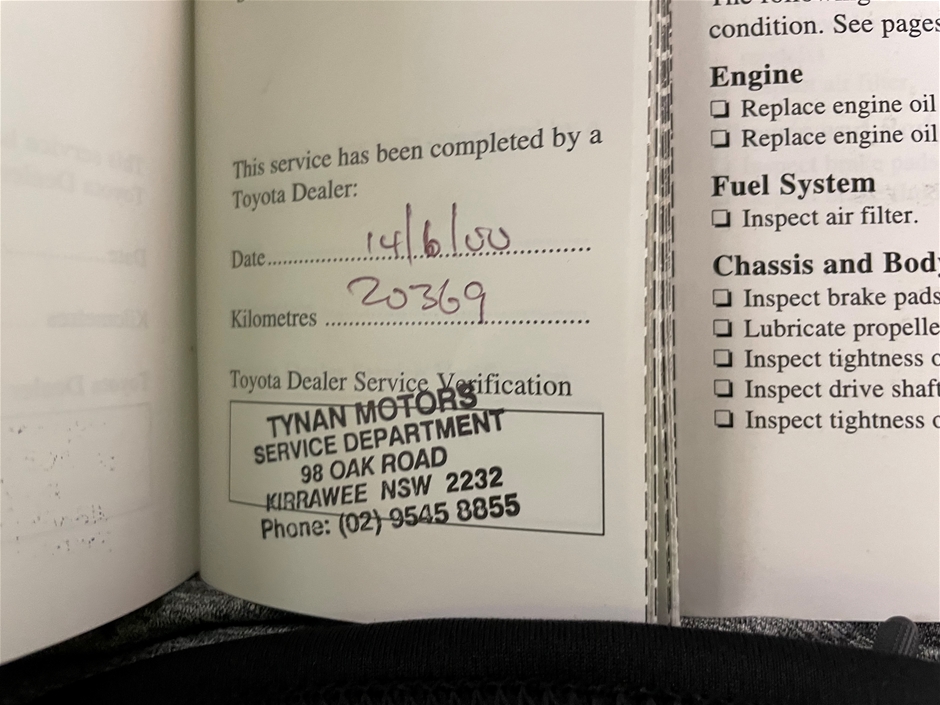 This service has been completed by a
Toyota Dealer:
Date 14/6/00
Kilometres 20369
Toyota Dealer Service Verification
TYNAN MOTORS
SERVICE DEPARTMENT
98 OAK ROAD
KIRRAWEE NSW 2232
Phone: (02) 9545 8855
The following
condition. See pages
Engine
❏ Replace engine oil
❏ Replace engine oil
Fuel System
❏ Inspect air filter.
Chassis and Body
❏ Inspect brake pads
❏ Lubricate propelle
❏ Inspect tightness o
❏ Inspect drive shaft
❏ Inspect tightness o